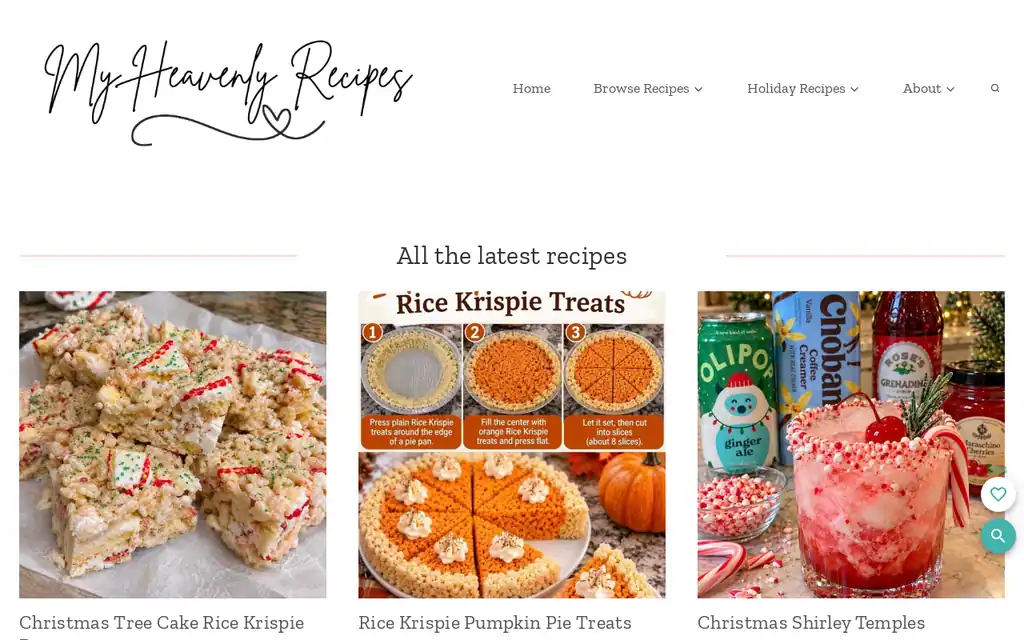 My Heavenly Recipes
Home
Browse Recipes
Holiday Recipes
About
All the latest recipes
Rice Krispie Treats
1
2
3
Press plain Rice Krispie
treats around the edge
of a pie pan.
Fill the center with
orange Rice Krispie
treats and press flat.
Let it set, then cut
into slices
(about 8 slices).
OLIPOP
ginger
ale
Vanilla
Coffee
Creamer
Choban
ROSE'S
GRENADIN
Maraschino
Cherries
Christmas Tree Cake Rice Krispie
Rice Krispie Pumpkin Pie Treats
Christmas Shirley Temples